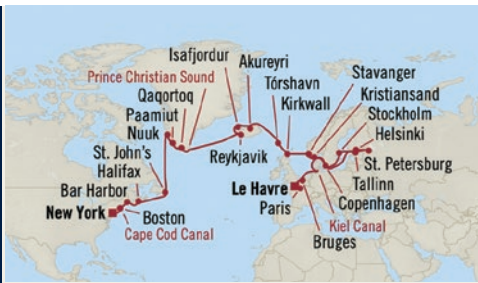 Isafjordur
Akureyri
Prince Christian Sound
Tórshavn
Stavanger
Qaqortoq
Kirkwall
Kristiansand
Paamiut
Stockholm
Nuuk
Helsinki
St. John's
Reykjavik
St. Petersburg
Halifax
Tallinn
Bar Harbor
Le Havre
Copenhagen
New York
Boston
Paris
Kiel Canal
Cape Cod Canal
Bruges